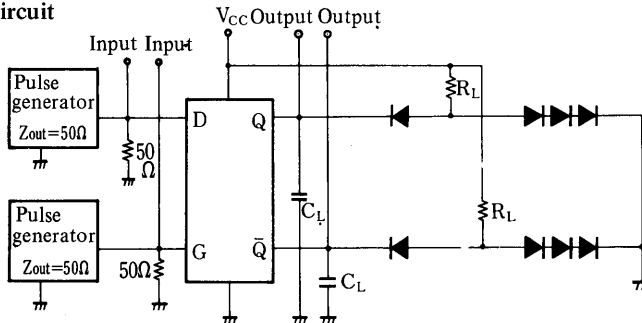 ircuit
VCC Output Output
Input Input
Pulse
generator
Zout=50Ω
D
Q
RL
50
Ω
CL
RL
Pulse
generator
Zout=50Ω
G
Q̄
50Ω
CL